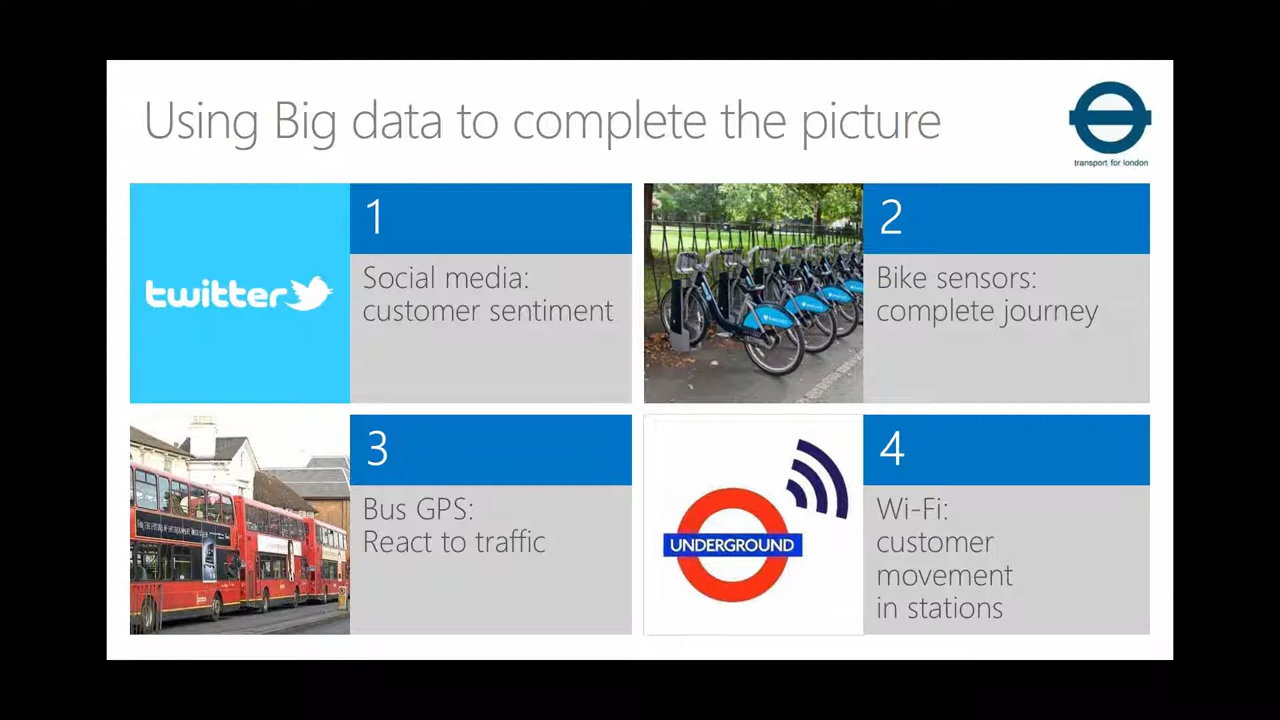 Using Big data to complete the picture
transport for london
twitter
1
Social media:
customer sentiment
2
Bike sensors:
complete journey
3
Bus GPS:
React to traffic
UNDERGROUND
4
Wi-Fi:
customer
movement
in stations